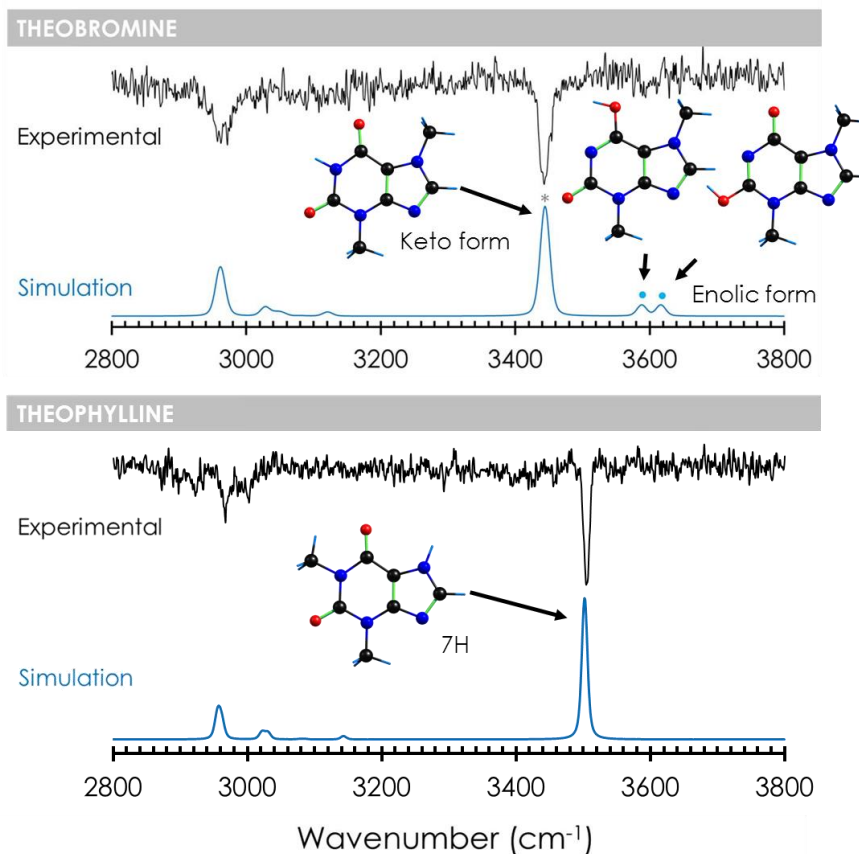 THEOBROMINE
Experimental
*
Keto form
Simulation
Enolic form
2800 3000 3200 3400 3600 3800
THEOPHYLLINE
Experimental
7H
Simulation
2800 3000 3200 3400 3600 3800
Wavenumber (cm⁻¹)